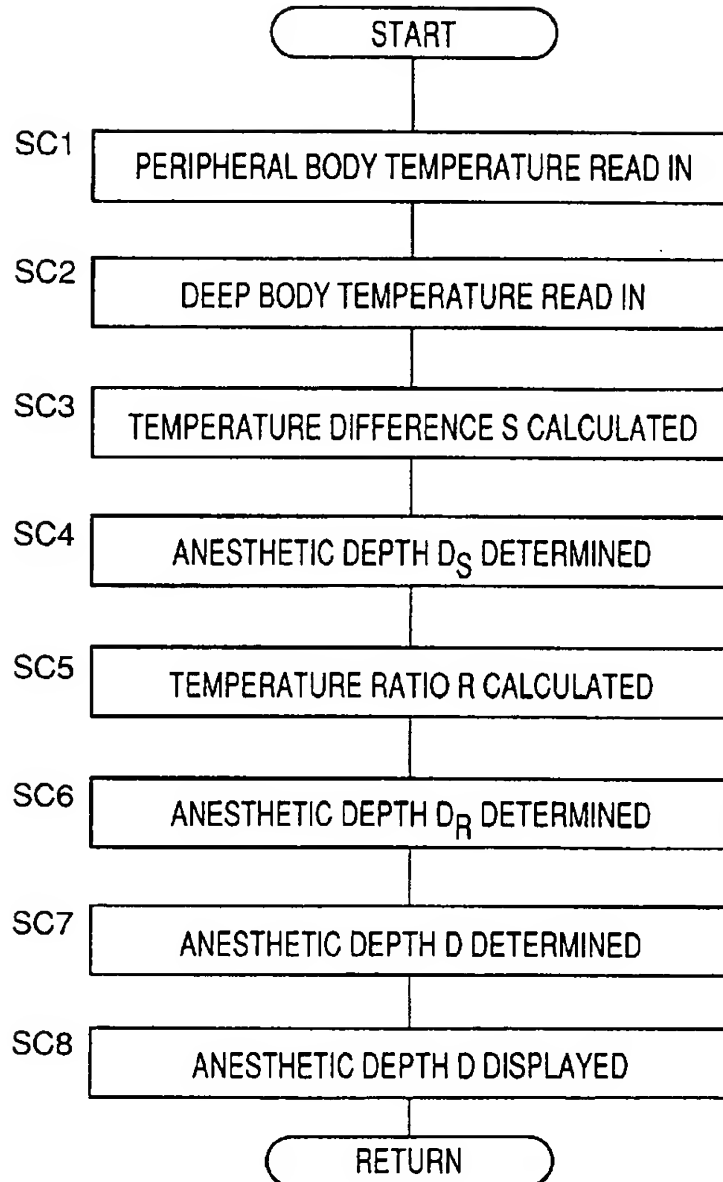 START
SC1
PERIPHERAL BODY TEMPERATURE READ IN
SC2
DEEP BODY TEMPERATURE READ IN
SC3
TEMPERATURE DIFFERENCE S CALCULATED
SC4
ANESTHETIC DEPTH DS DETERMINED
SC5
TEMPERATURE RATIO R CALCULATED
SC6
ANESTHETIC DEPTH DR DETERMINED
SC7
ANESTHETIC DEPTH D DETERMINED
SC8
ANESTHETIC DEPTH D DISPLAYED
RETURN